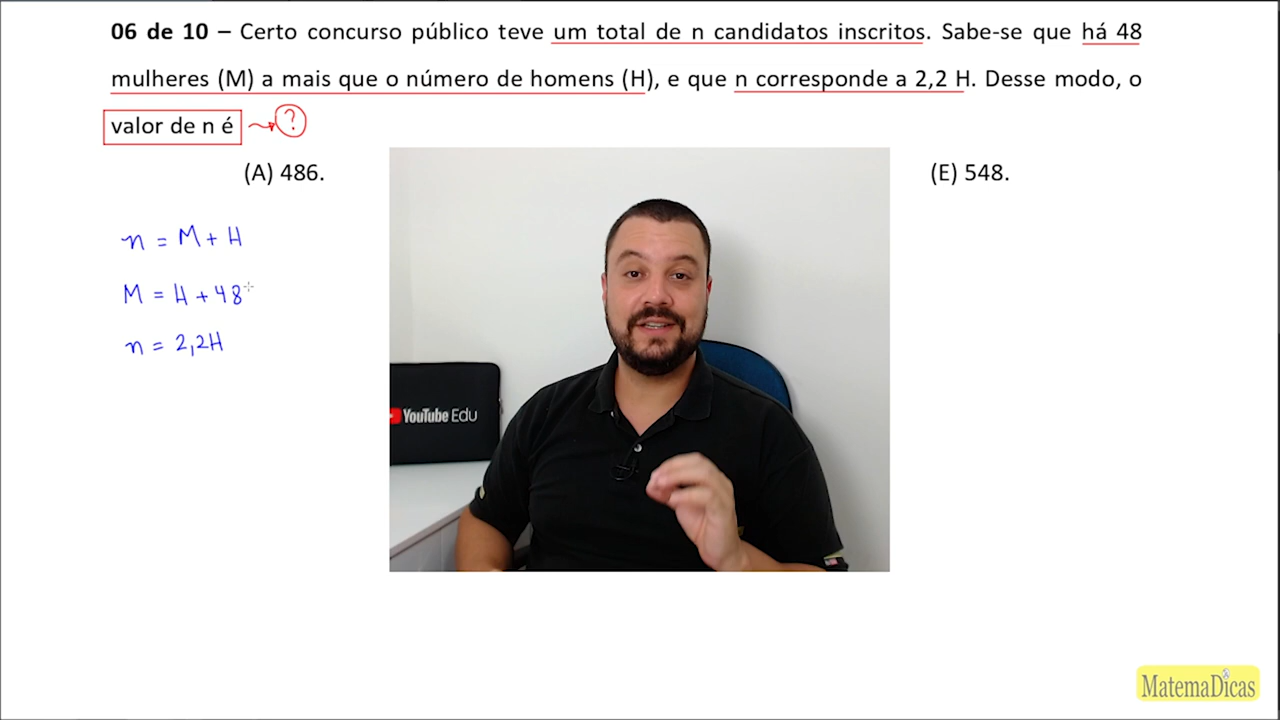 06 de 10 – Certo concurso público teve um total de n candidatos inscritos. Sabe-se que há 48
mulheres (M) a mais que o número de homens (H), e que n corresponde a 2,2 H. Desse modo, o
valor de n é → ?
(A) 486. (E) 548.
n = M + H
M = H + 48
n = 2,2H
YouTube Edu
MatemaDicas